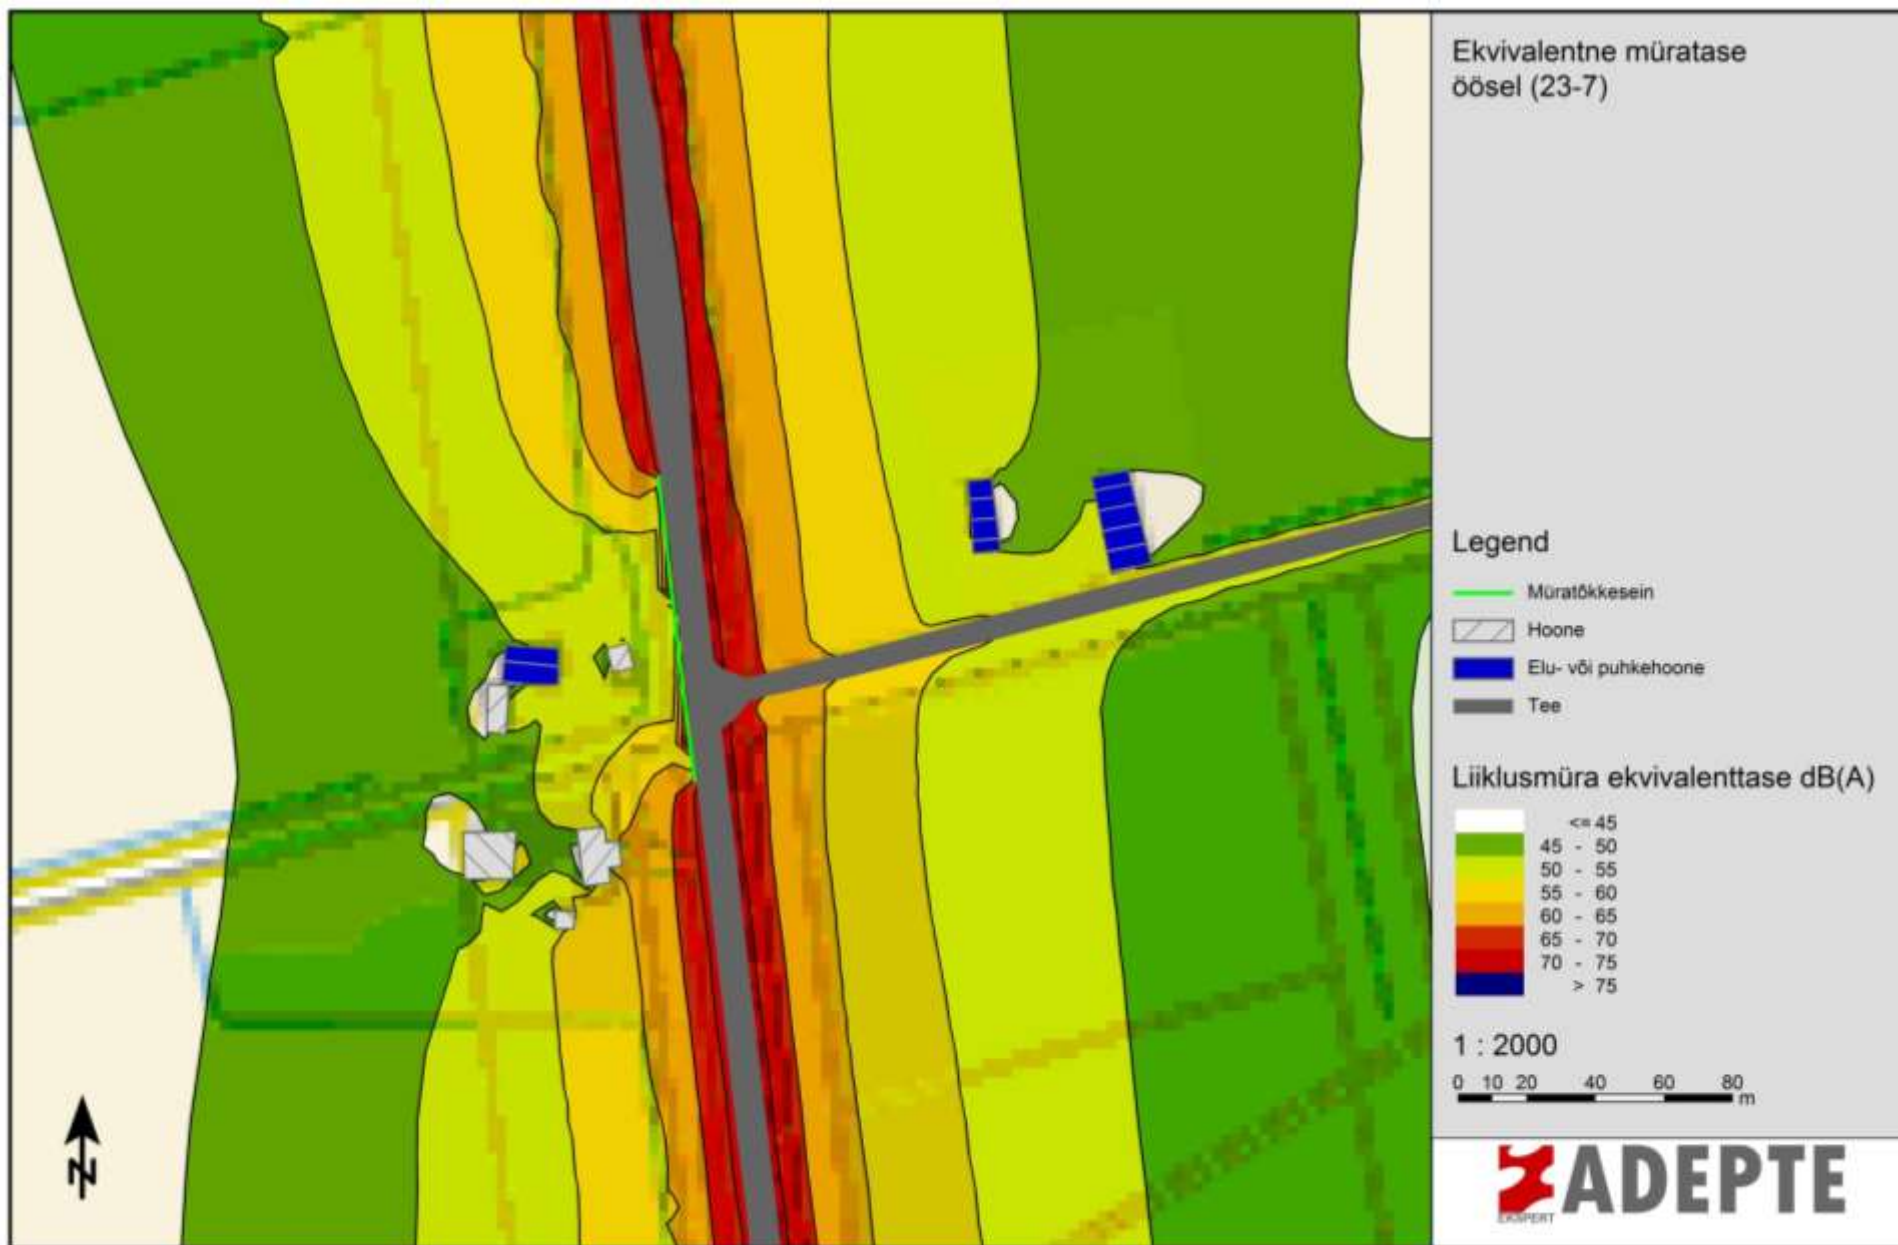 Ekvivalentne müratase
öösel (23-7)
Legend
Müratõkkesein
Hoone
Elu- või puhkehoone
Tee
Liiklusmüra ekvivalenttase dB(A)
<= 45
45 - 50
50 - 55
55 - 60
60 - 65
65 - 70
70 - 75
> 75
1 : 2000
0 10 20 40 60 80
m
N
ADEPTE
EKSPERT